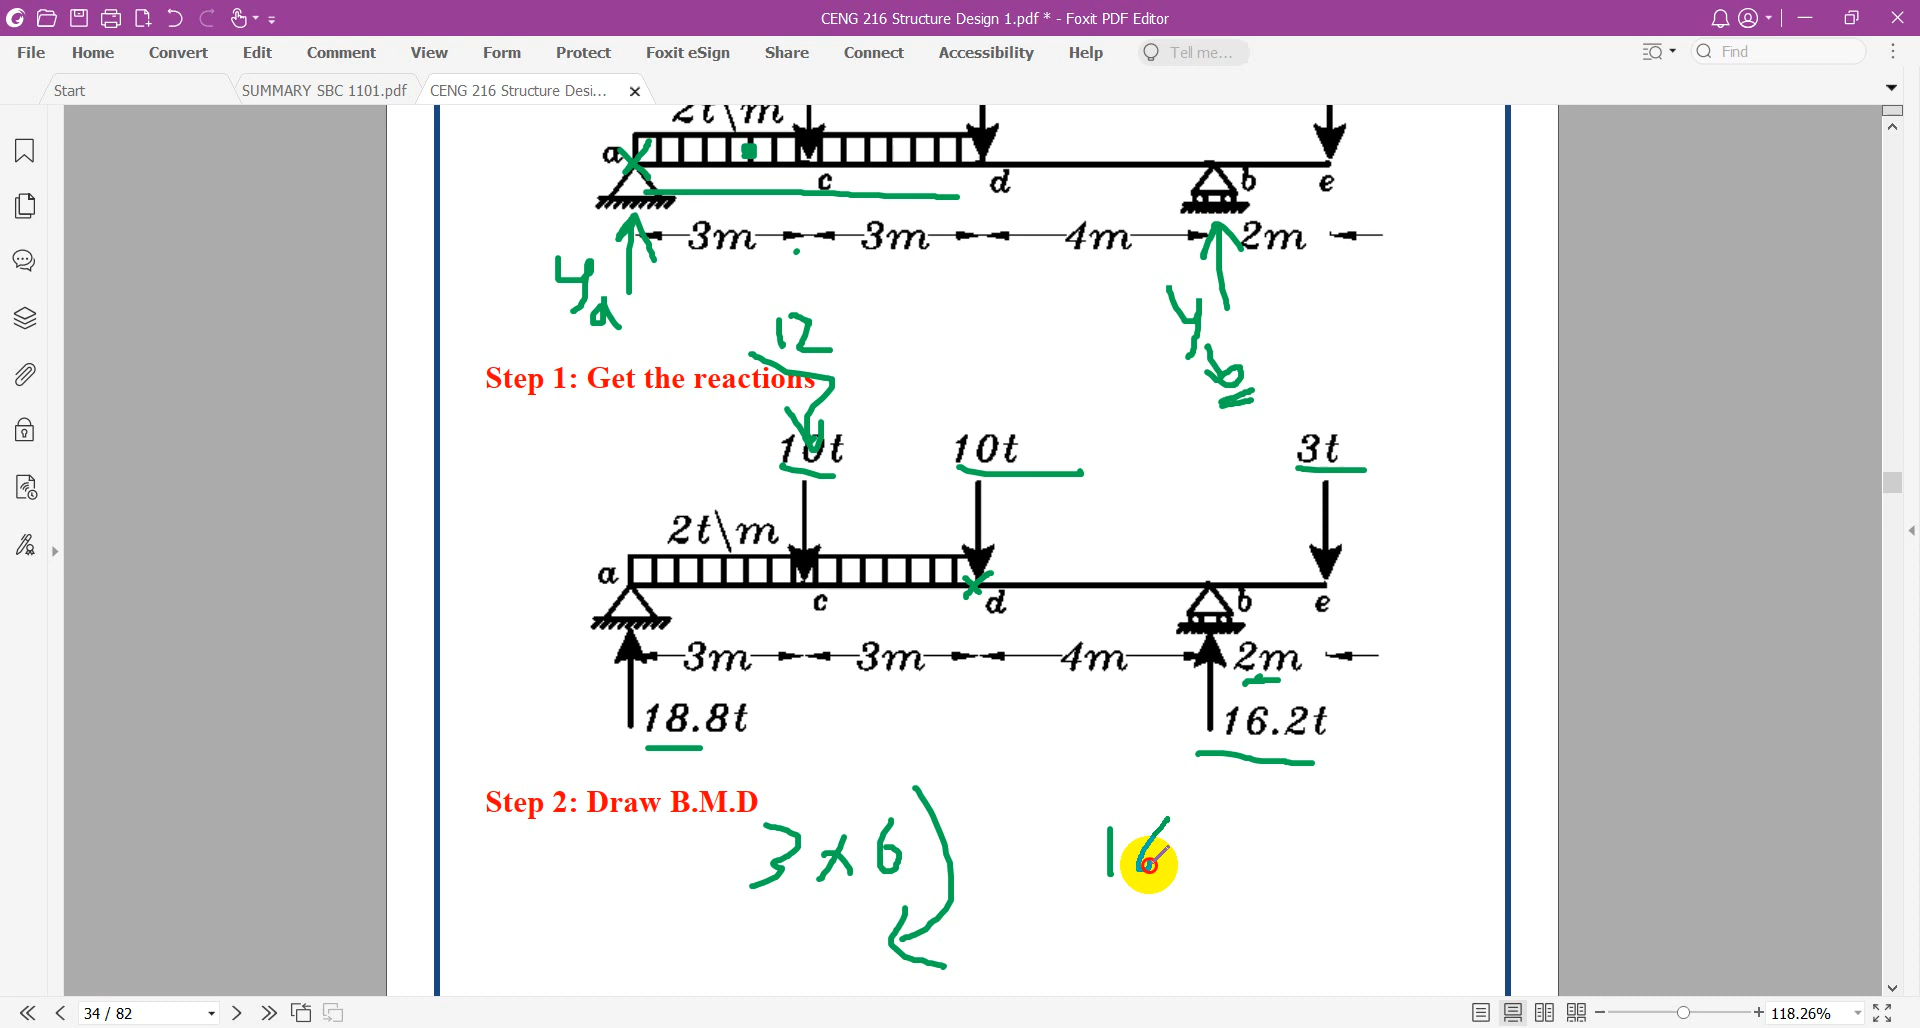 CENG 216 Structure Design 1.pdf * - Foxit PDF Editor
File Home Convert Edit Comment View Form Protect Foxit eSign Share Connect Accessibility Help Tell me... Find
Start SUMMARY SBC 1101.pdf CENG 216 Structure Desi...
2t\m
a c d b e
3m 3m 4m 2m
Ya
Yb
12
Step 1: Get the reactions
10t 10t 3t
2t\m
a c d b e
3m 3m 4m 2m
18.8t 16.2t
Step 2: Draw B.M.D
3 x 6 16
34 / 82 118.26%